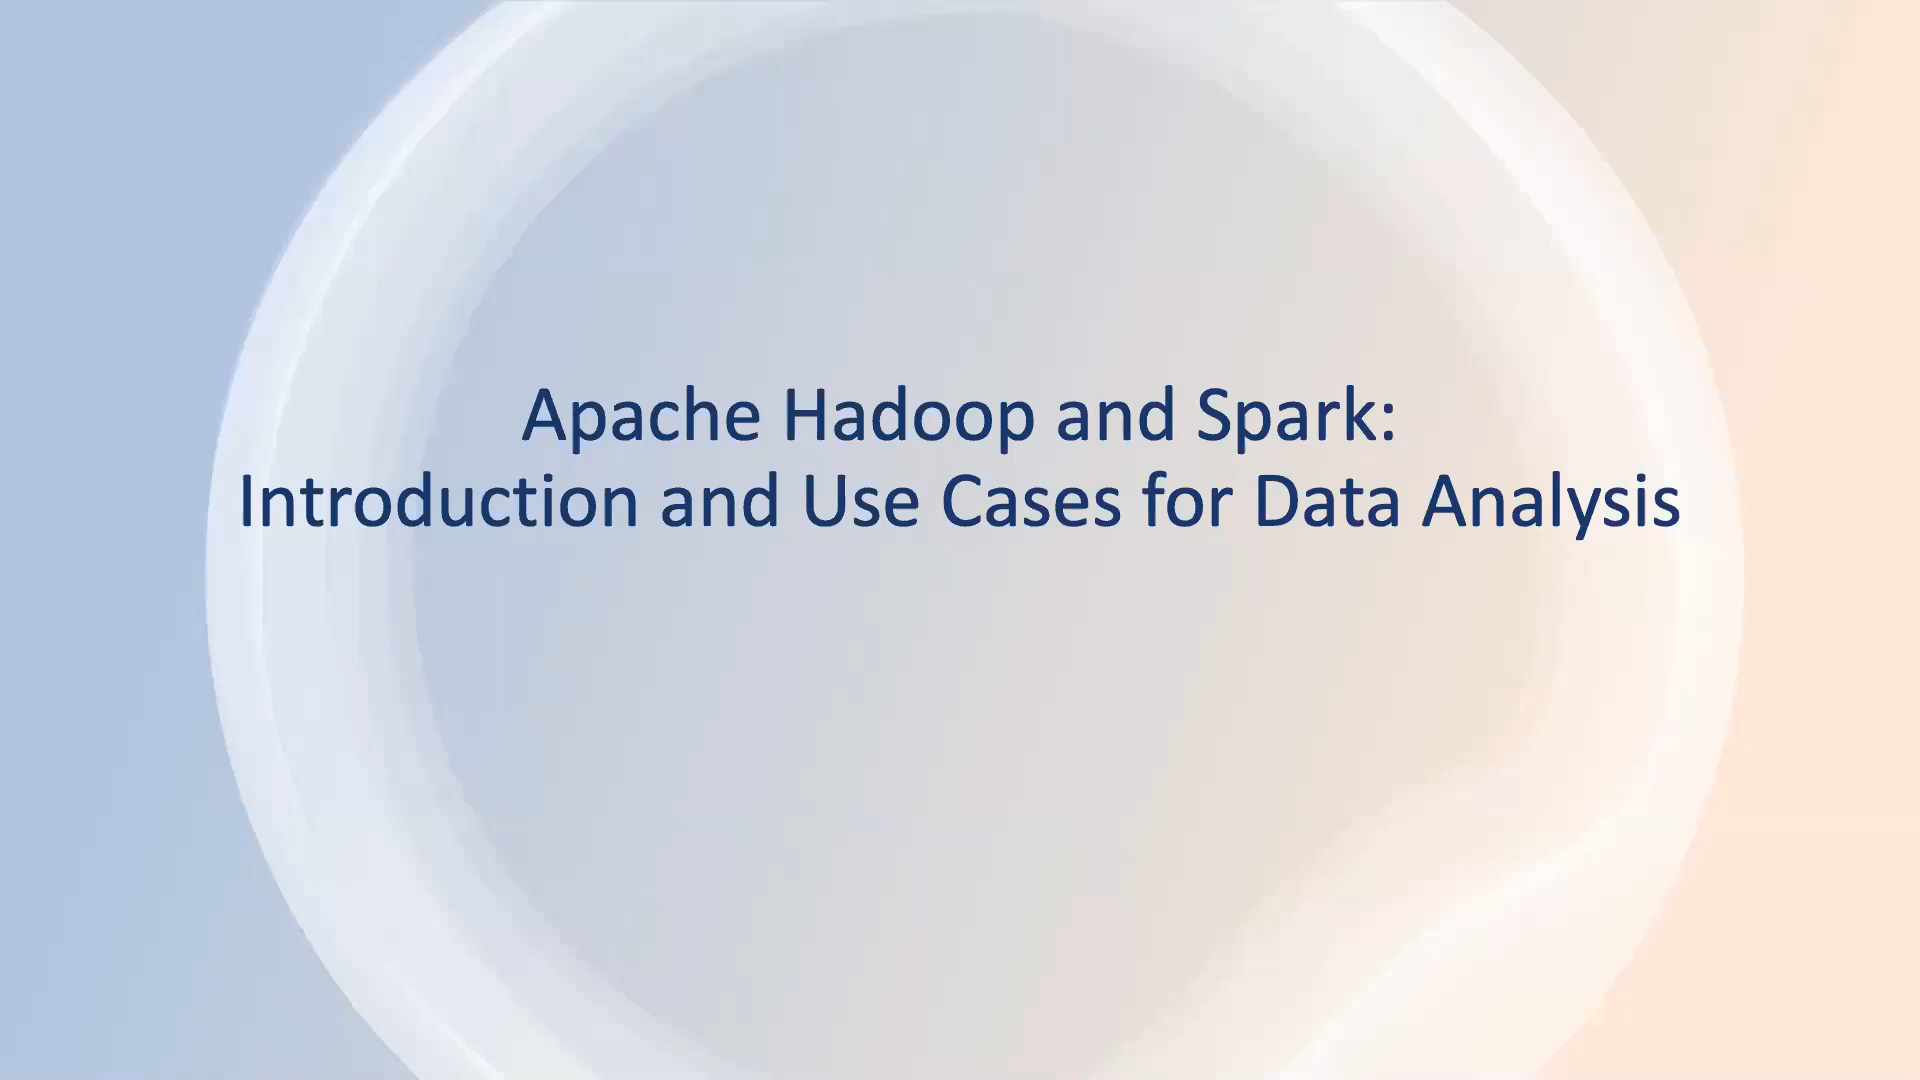 Apache Hadoop and Spark:
Introduction and Use Cases for Data Analysis